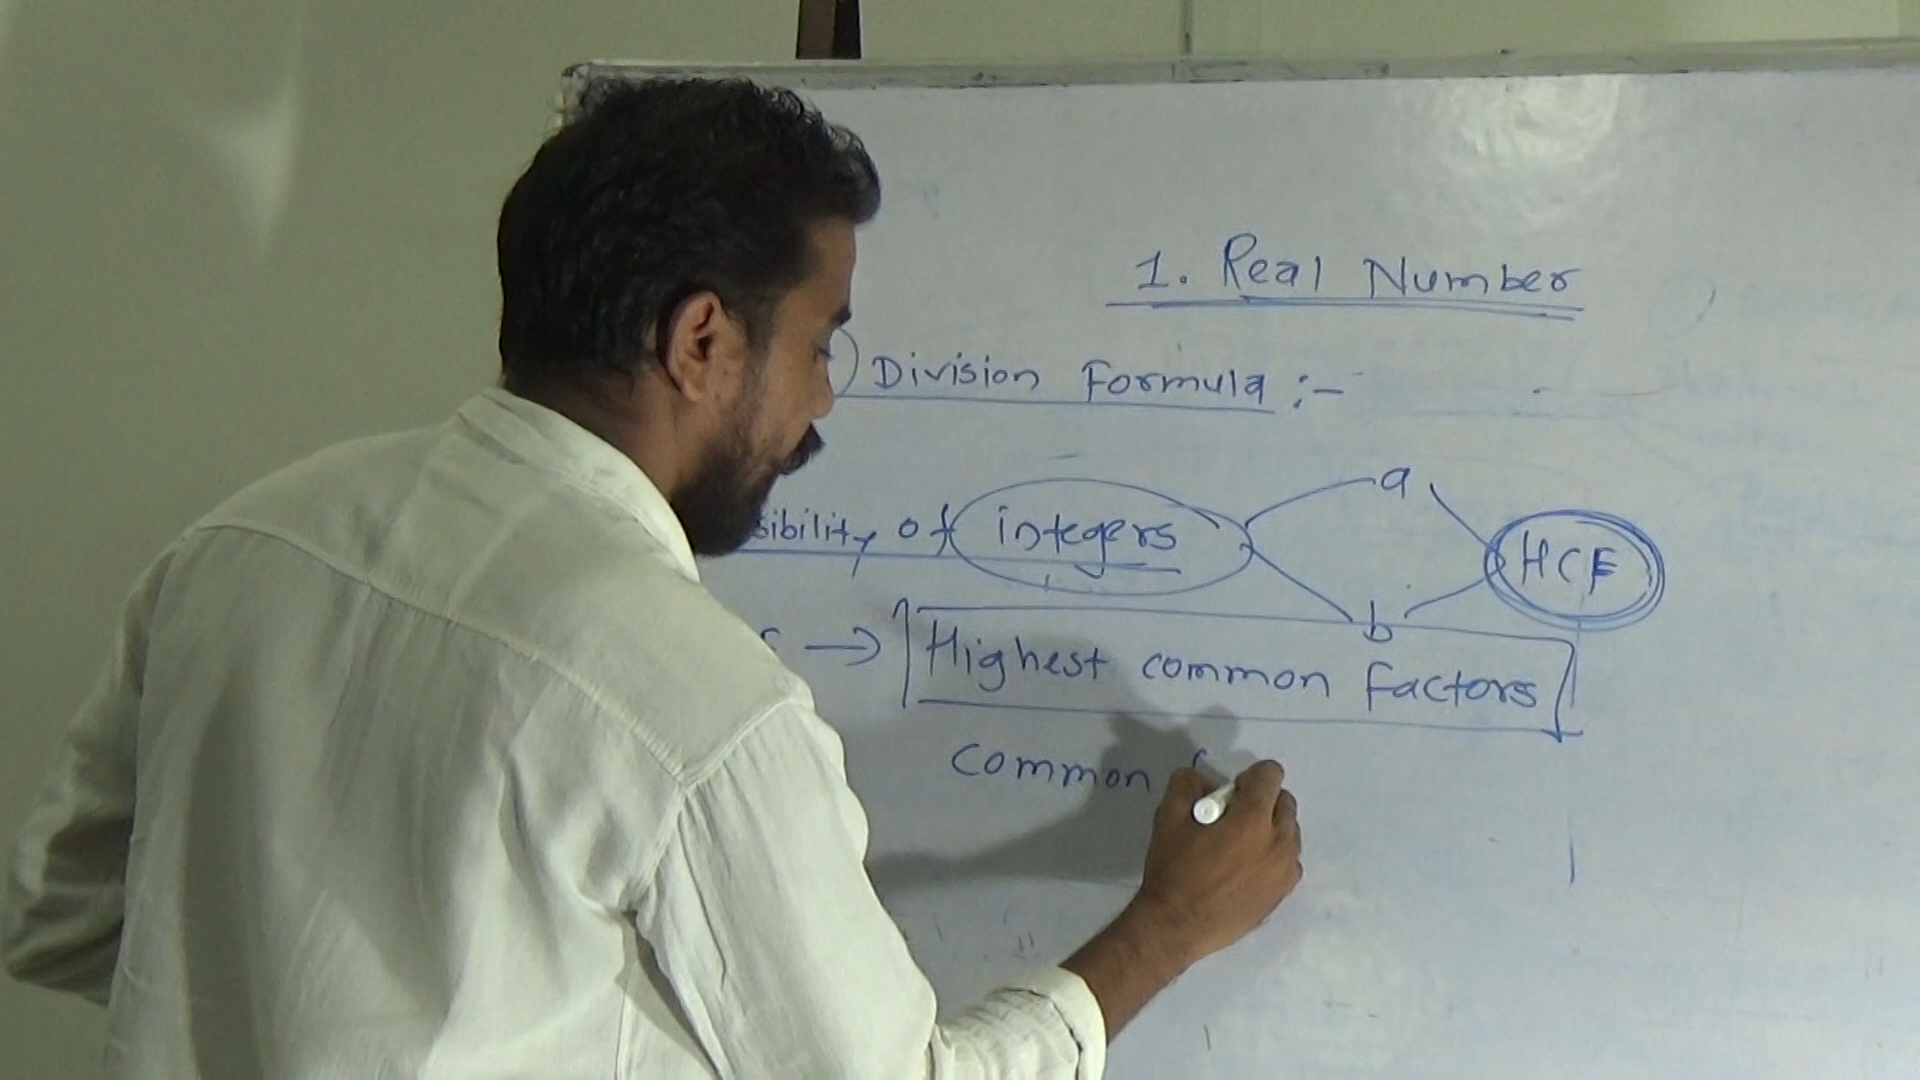 1. Real Number
Division Formula :-
sibility of integers
a
b
HCF
→ Highest common factors
common